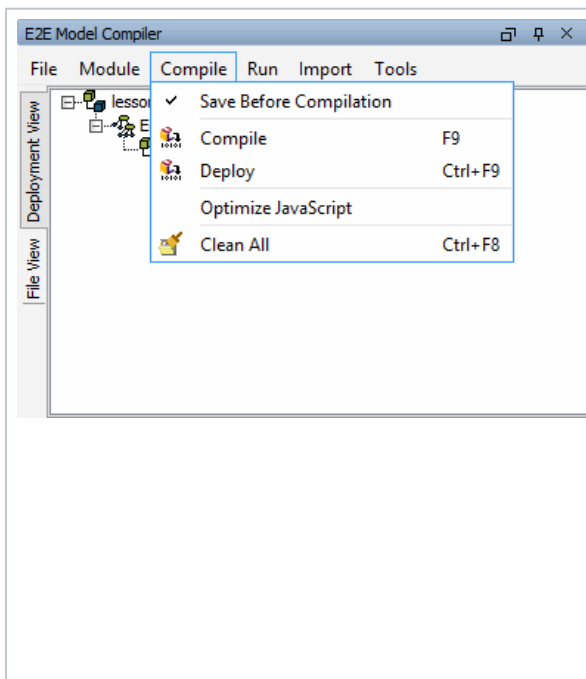 E2E Model Compiler
File Module Compile Run Import Tools
Deployment View
File View
lesson
E
Save Before Compilation
Compile F9
Deploy Ctrl+F9
Optimize JavaScript
Clean All Ctrl+F8